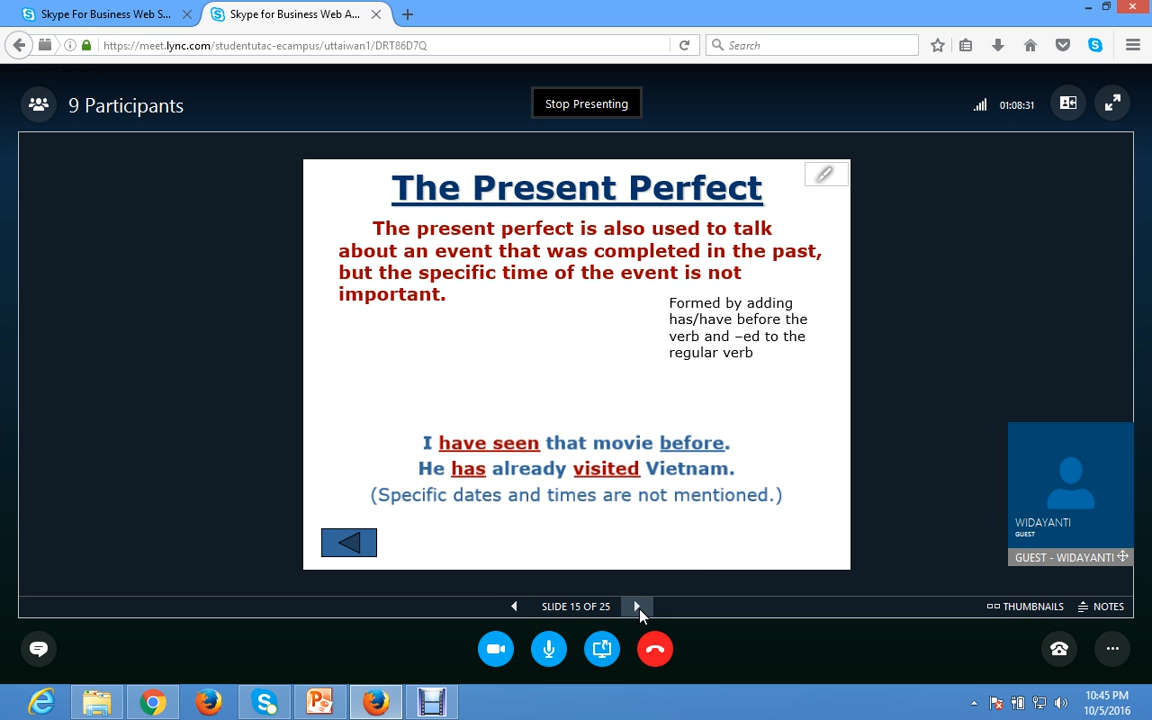 Skype For Business Web S...
Skype for Business Web A...
https://meet.lync.com/studentutac-ecampus/uttaiwan1/DRT86D7Q
Search
9 Participants
Stop Presenting
01:08:31
The Present Perfect
The present perfect is also used to talk
about an event that was completed in the past,
but the specific time of the event is not
important.
Formed by adding
has/have before the
verb and –ed to the
regular verb
I have seen that movie before.
He has already visited Vietnam.
(Specific dates and times are not mentioned.)
WIDAYANTI
GUEST
GUEST - WIDAYANTI
SLIDE 15 OF 25
THUMBNAILS
NOTES
10:45 PM
10/5/2016